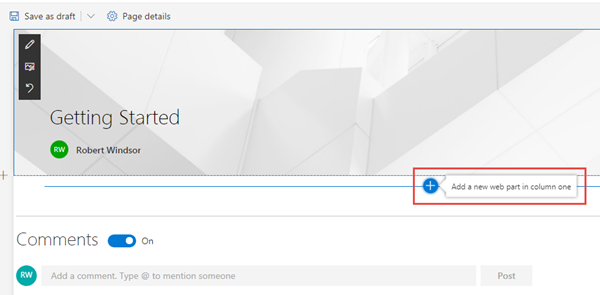 Save as draft
Page details
Getting Started
RW Robert Windsor
Add a new web part in column one
Comments On
RW Add a comment. Type @ to mention someone Post